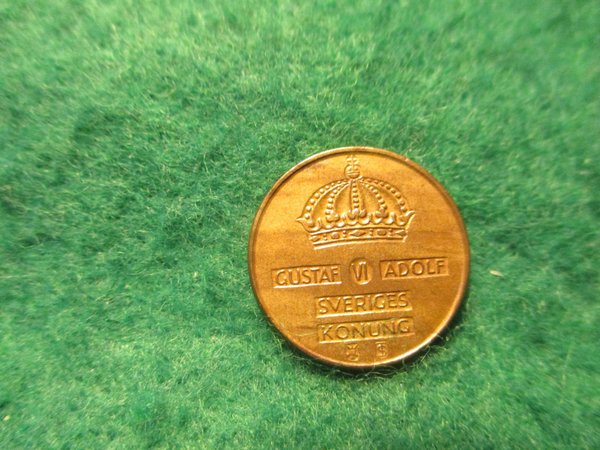 GUSTAF VI ADOLF
SVERIGES
KONUNG